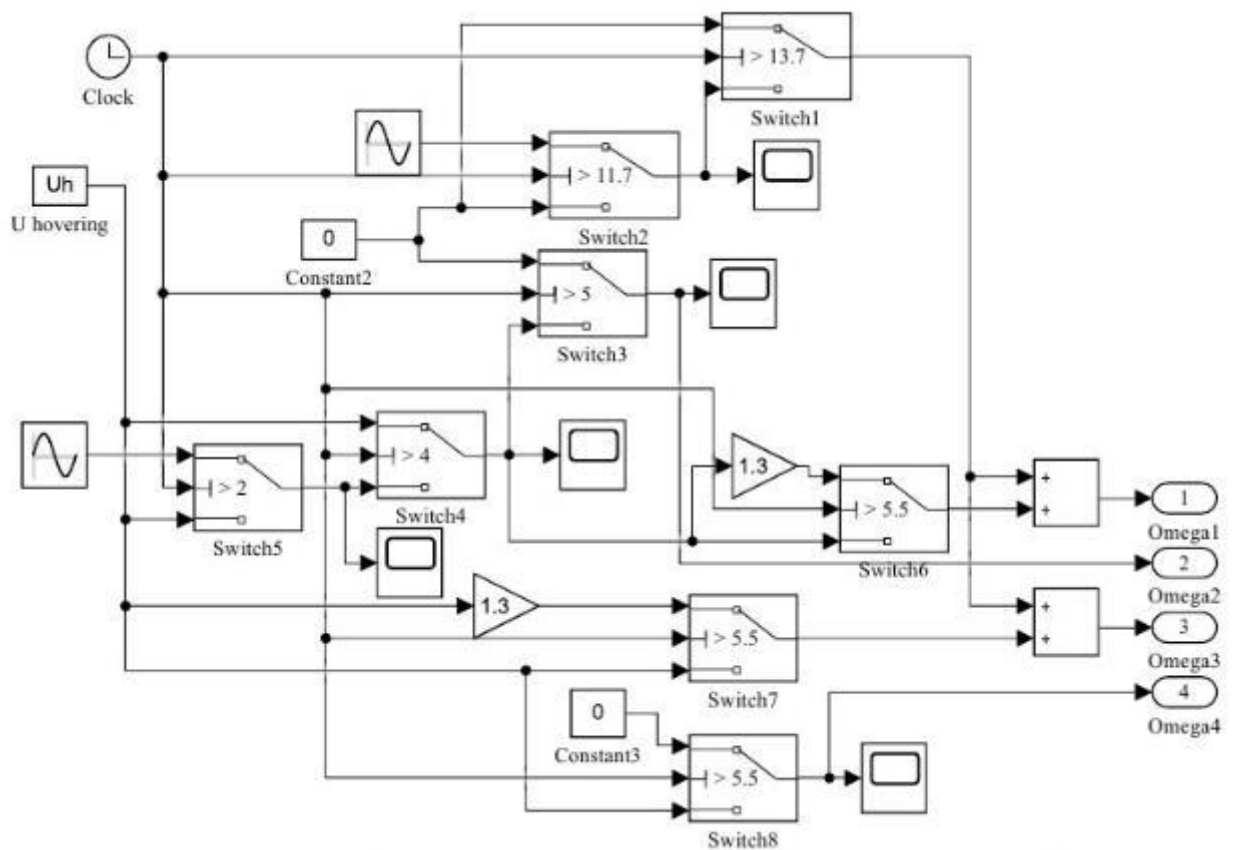 > 13.7
Clock
Switch1
> 11.7
Uh
U hovering
0
Switch2
Constant2
> 5
Switch3
> 4
1.3
> 2
Switch4
> 5.5
+
+
1
Switch5
Omega1
Switch6
2
1.3
Omega2
> 5.5
+
+
3
Omega3
Switch7
4
0
Omega4
Constant3
> 5.5
Switch8